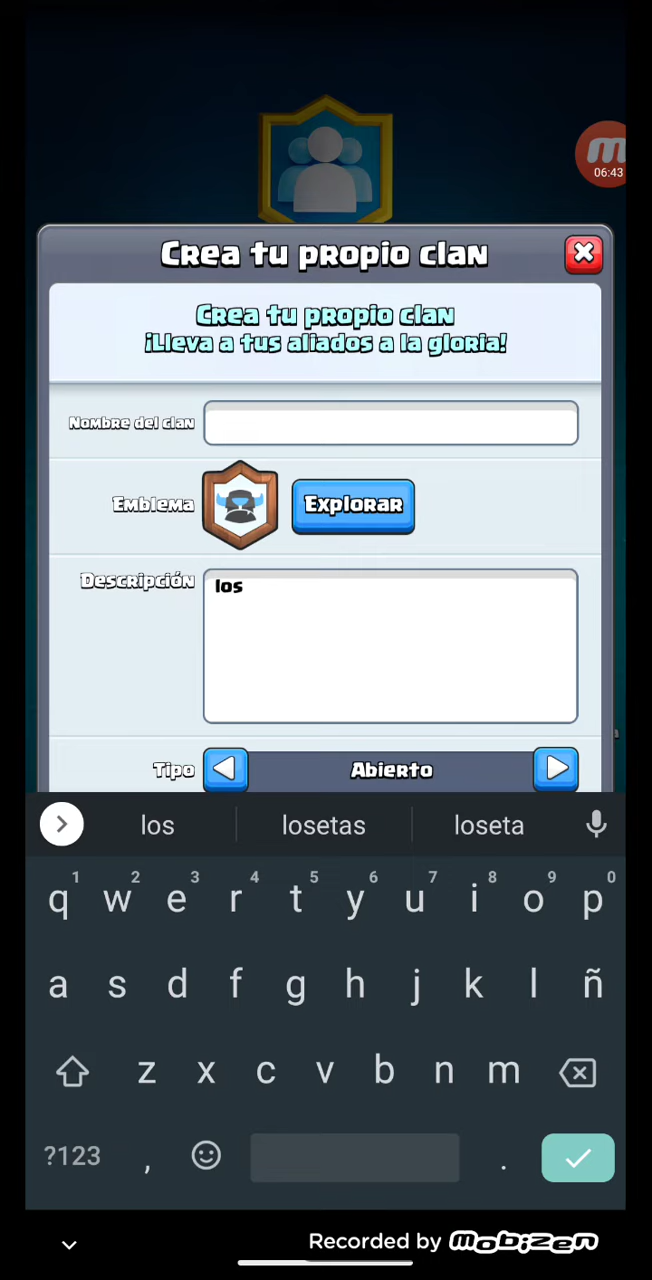 06:43
Crea tu propio clan
Crea tu propio clan
¡Lleva a tus aliados a la gloria!
Nombre del clan
Emblema
Explorar
Descripción
los
Tipo
Abierto
los losetas loseta
1 2 3 4 5 6 7 8 9 0
q w e r t y u i o p
a s d f g h j k l ñ
z x c v b n m
?123 , .
Recorded by mobizen